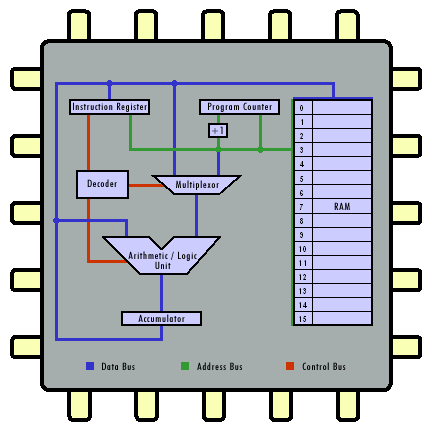 Instruction Register
Program Counter
+1
Decoder
Multiplexor
Arithmetic / Logic
Unit
Accumulator
0
1
2
3
4
5
6
7
8
9
10
11
12
13
14
15
RAM
Data Bus
Address Bus
Control Bus